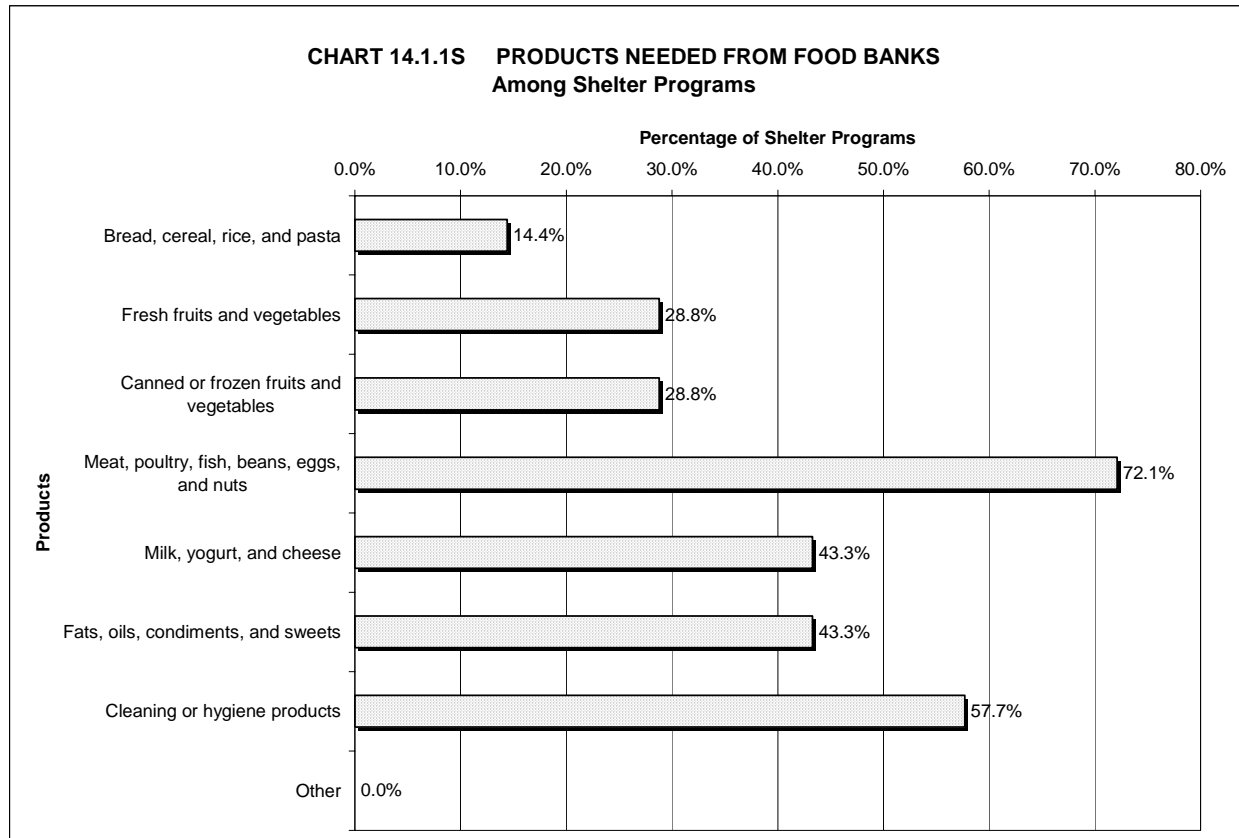 CHART 14.1.1S PRODUCTS NEEDED FROM FOOD BANKS
Among Shelter Programs
Percentage of Shelter Programs
0.0% 10.0% 20.0% 30.0% 40.0% 50.0% 60.0% 70.0% 80.0%
Bread, cereal, rice, and pasta 14.4%
Fresh fruits and vegetables 28.8%
Canned or frozen fruits and
vegetables 28.8%
Meat, poultry, fish, beans, eggs,
and nuts 72.1%
Milk, yogurt, and cheese 43.3%
Fats, oils, condiments, and sweets 43.3%
Cleaning or hygiene products 57.7%
Other 0.0%
Products